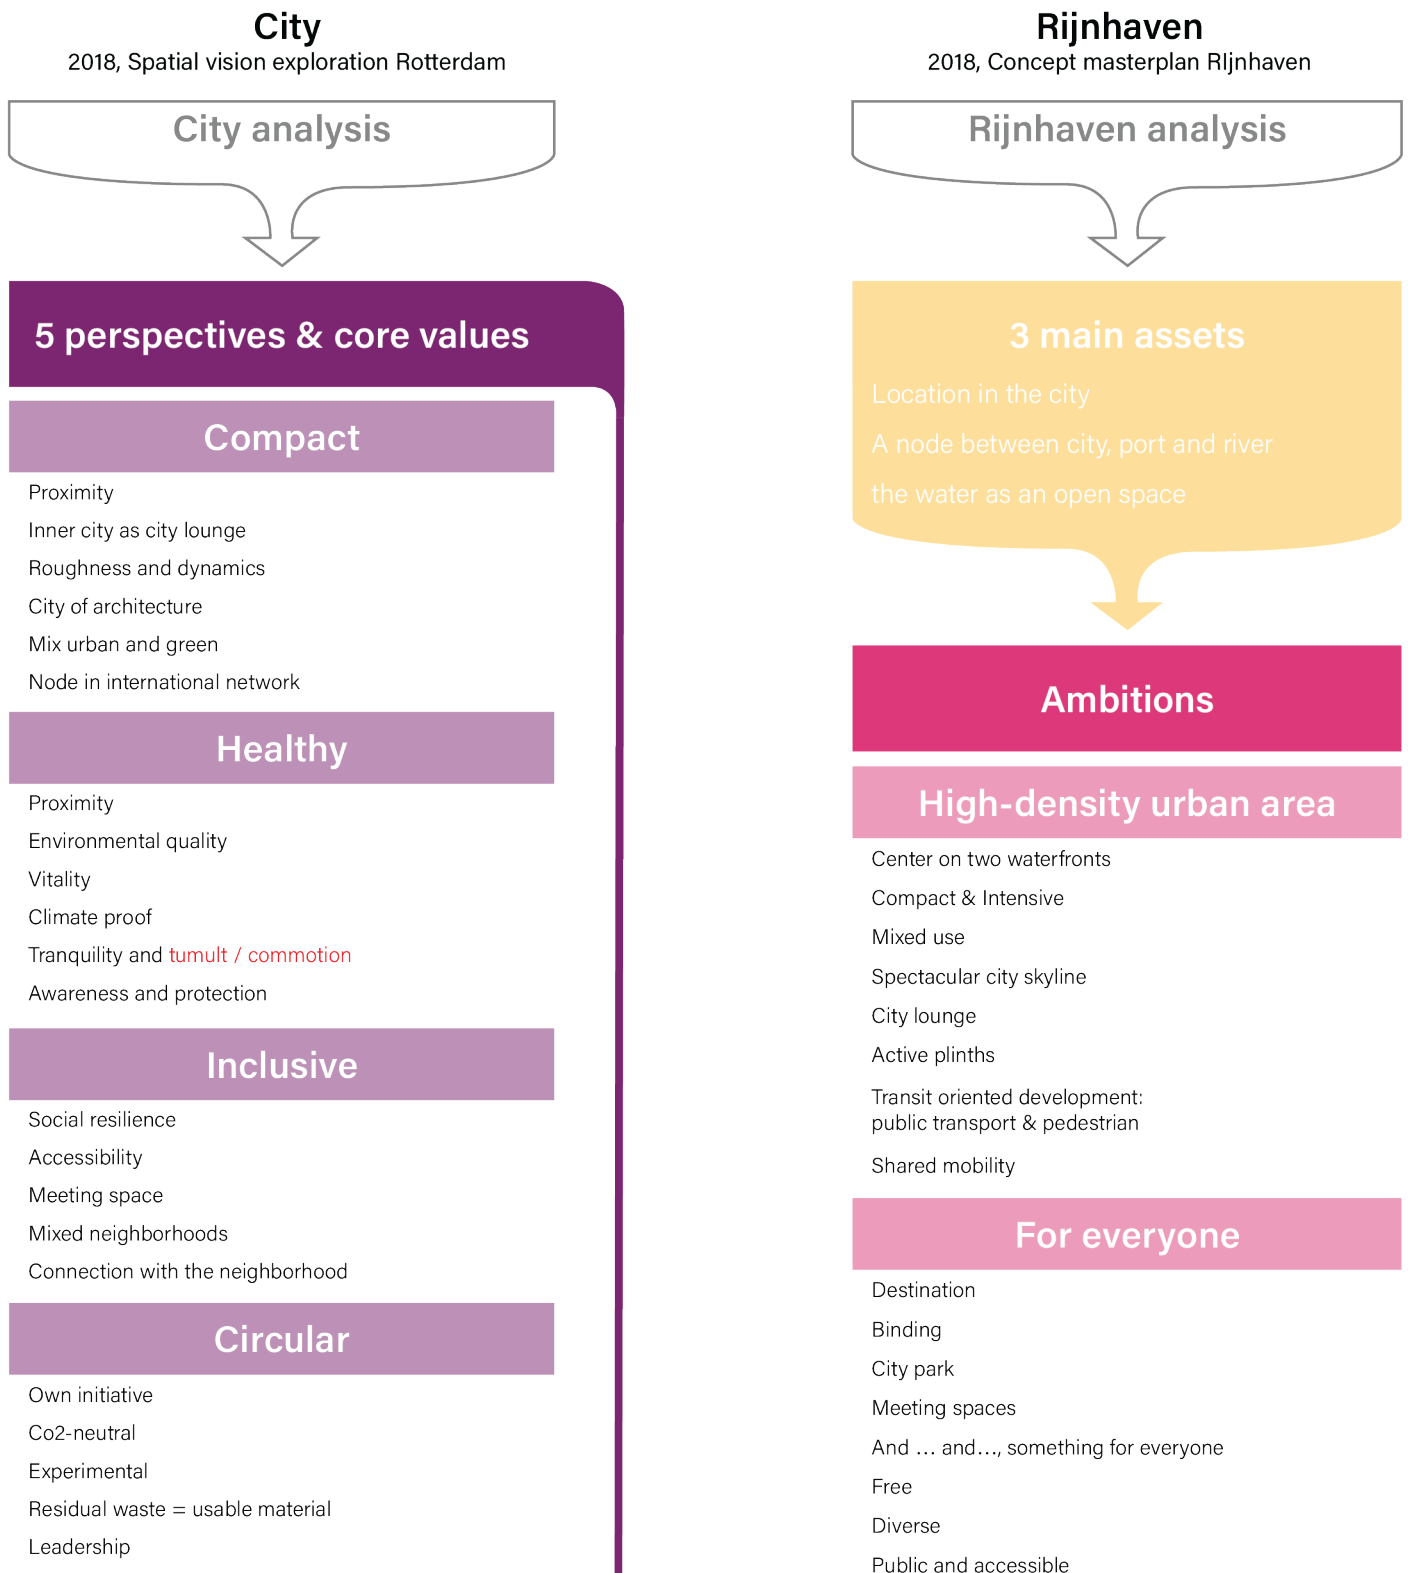 City
2018, Spatial vision exploration Rotterdam
City analysis
5 perspectives & core values
Compact
Proximity
Inner city as city lounge
Roughness and dynamics
City of architecture
Mix urban and green
Node in international network
Healthy
Proximity
Environmental quality
Vitality
Climate proof
Tranquility and tumult / commotion
Awareness and protection
Inclusive
Social resilience
Accessibility
Meeting space
Mixed neighborhoods
Connection with the neighborhood
Circular
Own initiative
Co2-neutral
Experimental
Residual waste = usable material
Leadership
Rijnhaven
2018, Concept masterplan RIjnhaven
Rijnhaven analysis
3 main assets
Location in the city
A node between city, port and river
the water as an open space
Ambitions
High-density urban area
Center on two waterfronts
Compact & Intensive
Mixed use
Spectacular city skyline
City lounge
Active plinths
Transit oriented development:
public transport & pedestrian
Shared mobility
For everyone
Destination
Binding
City park
Meeting spaces
And ... and..., something for everyone
Free
Diverse
Public and accessible